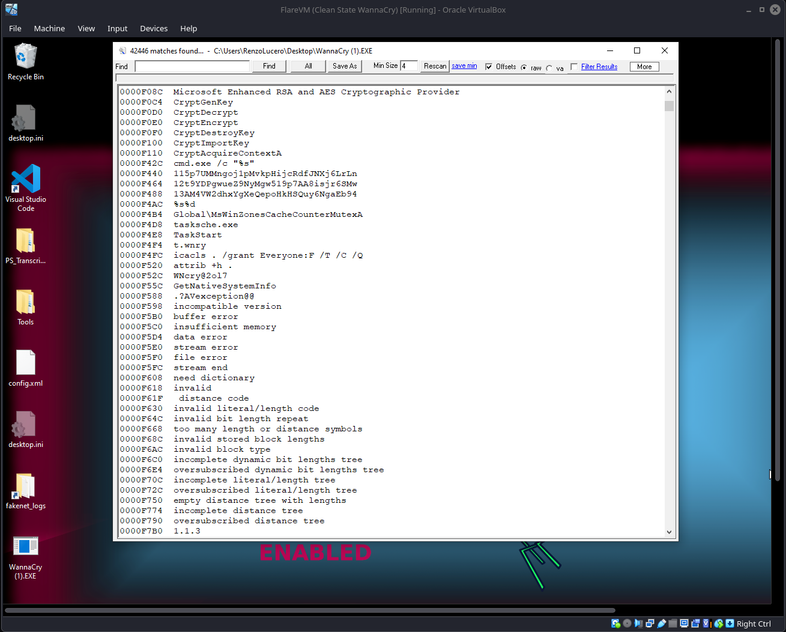 FlareVM (Clean State WannaCry) [Running] - Oracle VirtualBox
File Machine View Input Devices Help
Recycle Bin
desktop.ini
Visual Studio
Code
PS_Transcri...
Tools
config.xml
desktop.ini
fakenet_logs
WannaCry
(1).EXE
42446 matches found... - C:\Users\RenzoLucero\Desktop\WannaCry (1).EXE
Find Find All Save As Min Size 4 Rescan save min Offsets raw va Filter Results More
0000F08C Microsoft Enhanced RSA and AES Cryptographic Provider
0000F0C4 CryptGenKey
0000F0D0 CryptDecrypt
0000F0E0 CryptEncrypt
0000F0F0 CryptDestroyKey
0000F100 CryptImportKey
0000F110 CryptAcquireContextA
0000F42C cmd.exe /c "%s"
0000F440 115p7UMMngoj1pMvkpHijcRdfJNXj6LrLn
0000F464 12t9YDPgwueZ9NyMgw519p7AA8isjr6SMw
0000F488 13AM4VW2dhxYgXeQepoHkHSQuy6NgaEb94
0000F4AC %s%d
0000F4B4 Global\MsWinZonesCacheCounterMutexA
0000F4D8 tasksche.exe
0000F4E8 TaskStart
0000F4F4 t.wnry
0000F4FC icacls . /grant Everyone:F /T /C /Q
0000F520 attrib +h .
0000F52C WNcry@2ol7
0000F55C GetNativeSystemInfo
0000F588 .?AVexception@@
0000F598 incompatible version
0000F5B0 buffer error
0000F5C0 insufficient memory
0000F5D4 data error
0000F5E0 stream error
0000F5F0 file error
0000F5FC stream end
0000F608 need dictionary
0000F618 invalid
0000F61F distance code
0000F630 invalid literal/length code
0000F64C invalid bit length repeat
0000F668 too many length or distance symbols
0000F68C invalid stored block lengths
0000F6AC invalid block type
0000F6C0 incomplete dynamic bit lengths tree
0000F6E4 oversubscribed dynamic bit lengths tree
0000F70C incomplete literal/length tree
0000F72C oversubscribed literal/length tree
0000F750 empty distance tree with lengths
0000F774 incomplete distance tree
0000F790 oversubscribed distance tree
0000F7B0 1.1.3
ENABLED
Right Ctrl